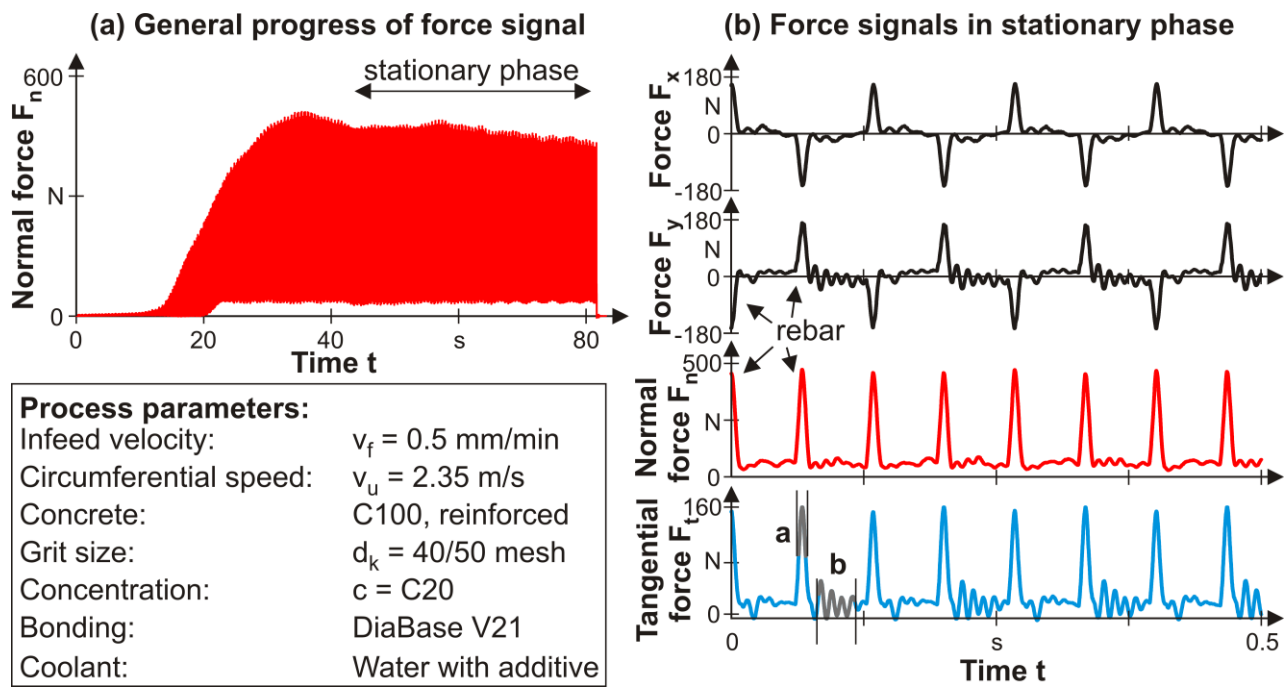 (a) General progress of force signal
Normal force Fn
600
N
0
stationary phase
0
20
40
s
80
Time t
Process parameters:
Infeed velocity: vf = 0.5 mm/min
Circumferential speed: vu = 2.35 m/s
Concrete: C100, reinforced
Grit size: dk = 40/50 mesh
Concentration: c = C20
Bonding: DiaBase V21
Coolant: Water with additive
(b) Force signals in stationary phase
Force Fx
180
N
0
-180
Force Fy
180
N
0
-180
rebar
Normal
force Fn
500
N
0
Tangential
force Ft
160
N
0
a
b
0
s
0.5
Time t